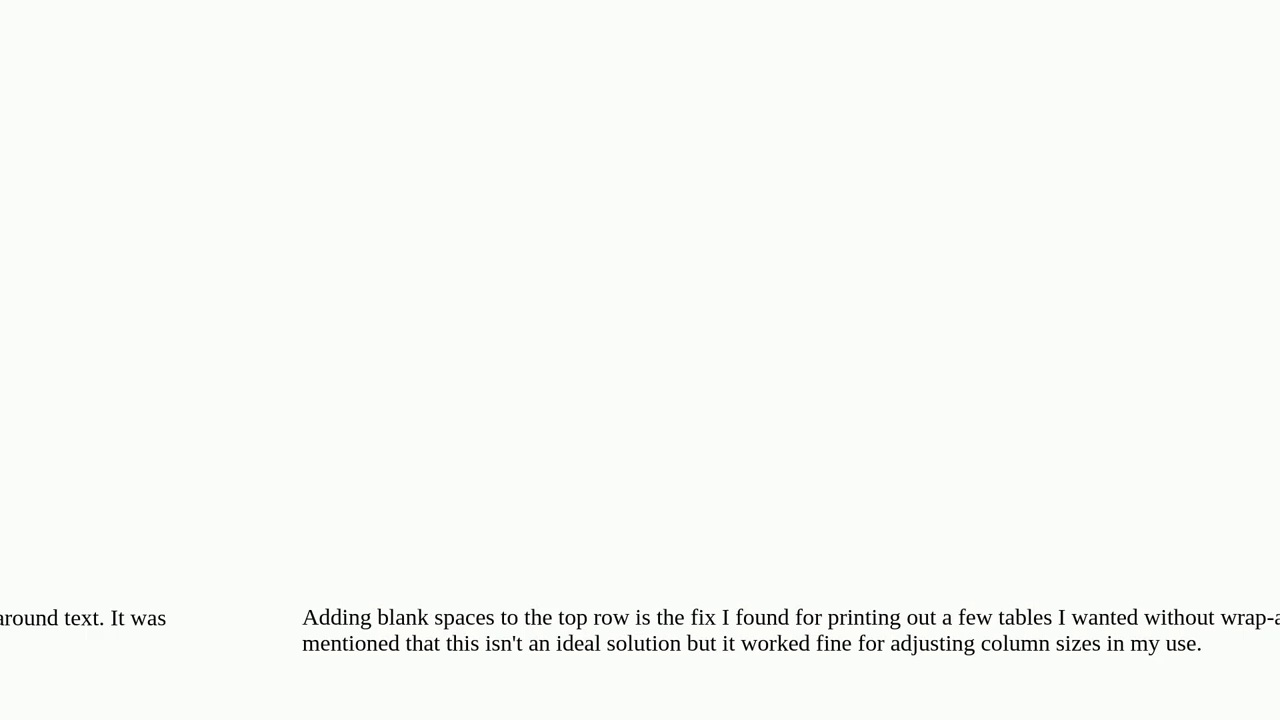 around text. It was
Adding blank spaces to the top row is the fix I found for printing out a few tables I wanted without wrap-
mentioned that this isn't an ideal solution but it worked fine for adjusting column sizes in my use.